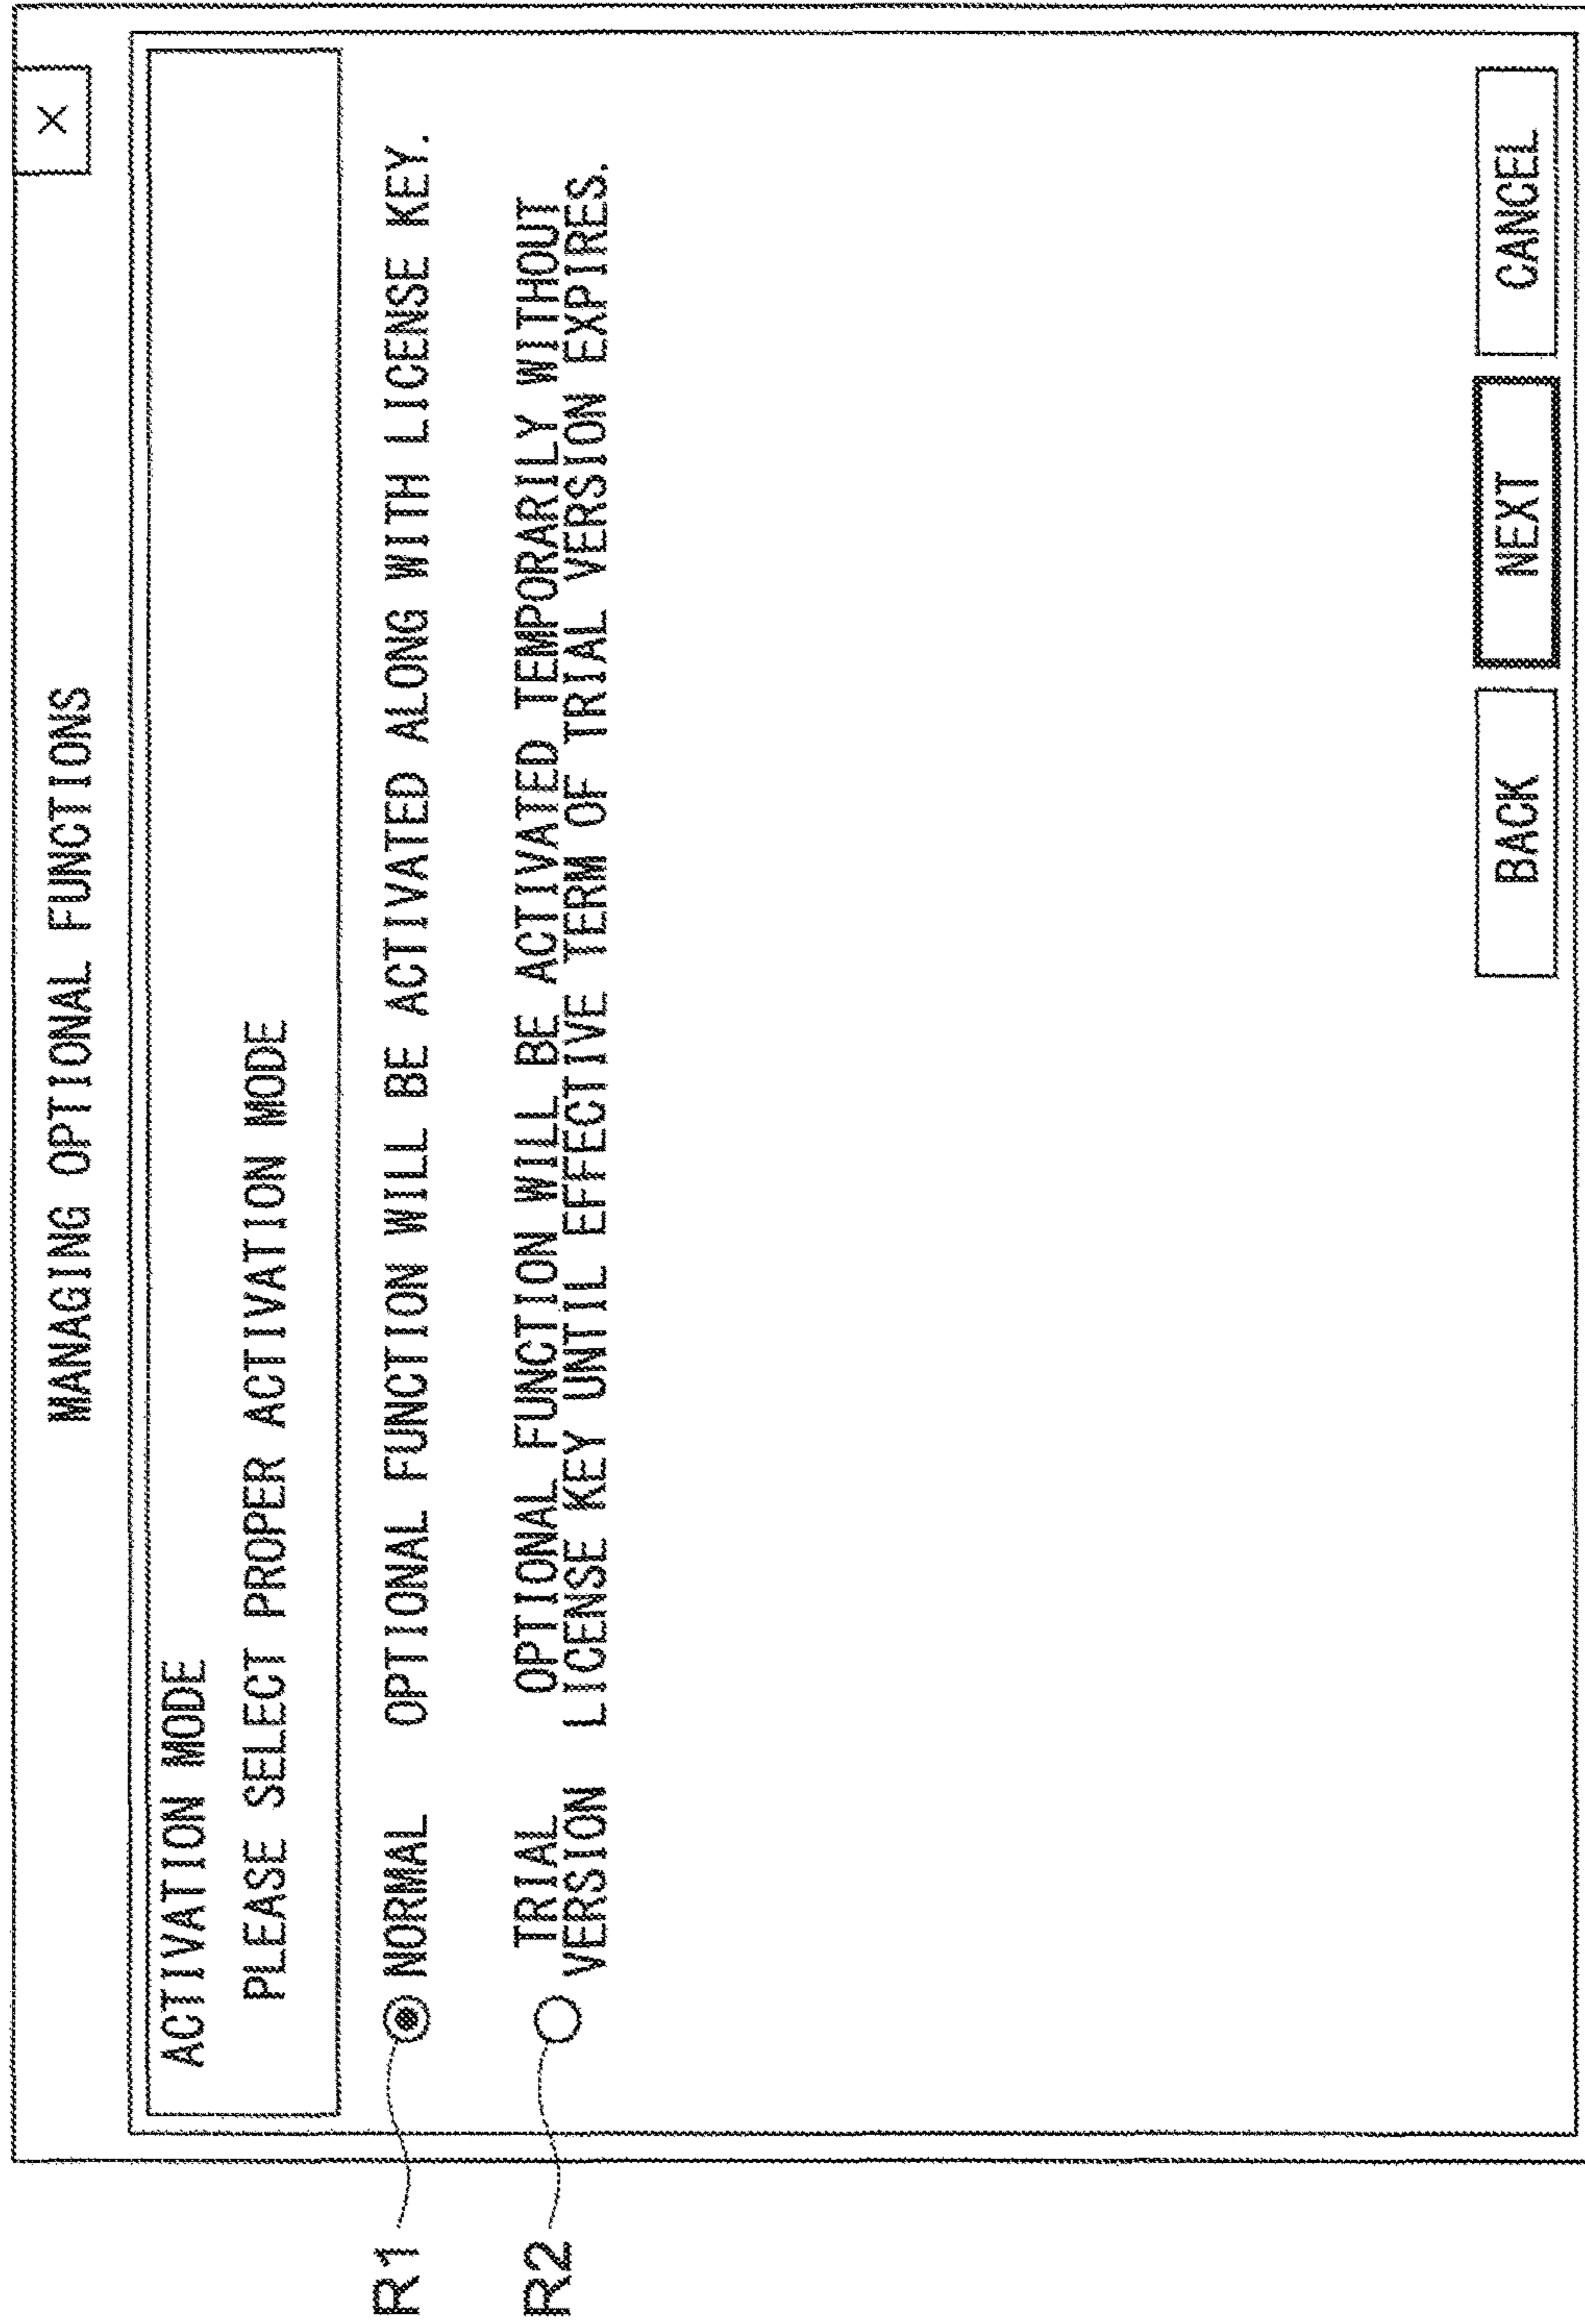 MANAGING OPTIONAL FUNCTIONS
×
ACTIVATION MODE
PLEASE SELECT PROPER ACTIVATION MODE
R1
NORMAL OPTIONAL FUNCTION WILL BE ACTIVATED ALONG WITH LICENSE KEY.
R2
TRIAL OPTIONAL FUNCTION WILL BE ACTIVATED TEMPORARILY WITHOUT
VERSION LICENSE KEY UNTIL EFFECTIVE TERM OF TRIAL VERSION EXPIRES.
BACK NEXT CANCEL